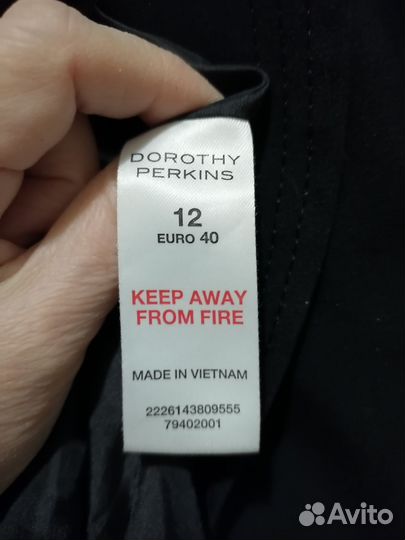 DOROTHY
PERKINS
12
EURO 40
KEEP AWAY
FROM FIRE
MADE IN VIETNAM
2226143809555
79402001
Avito